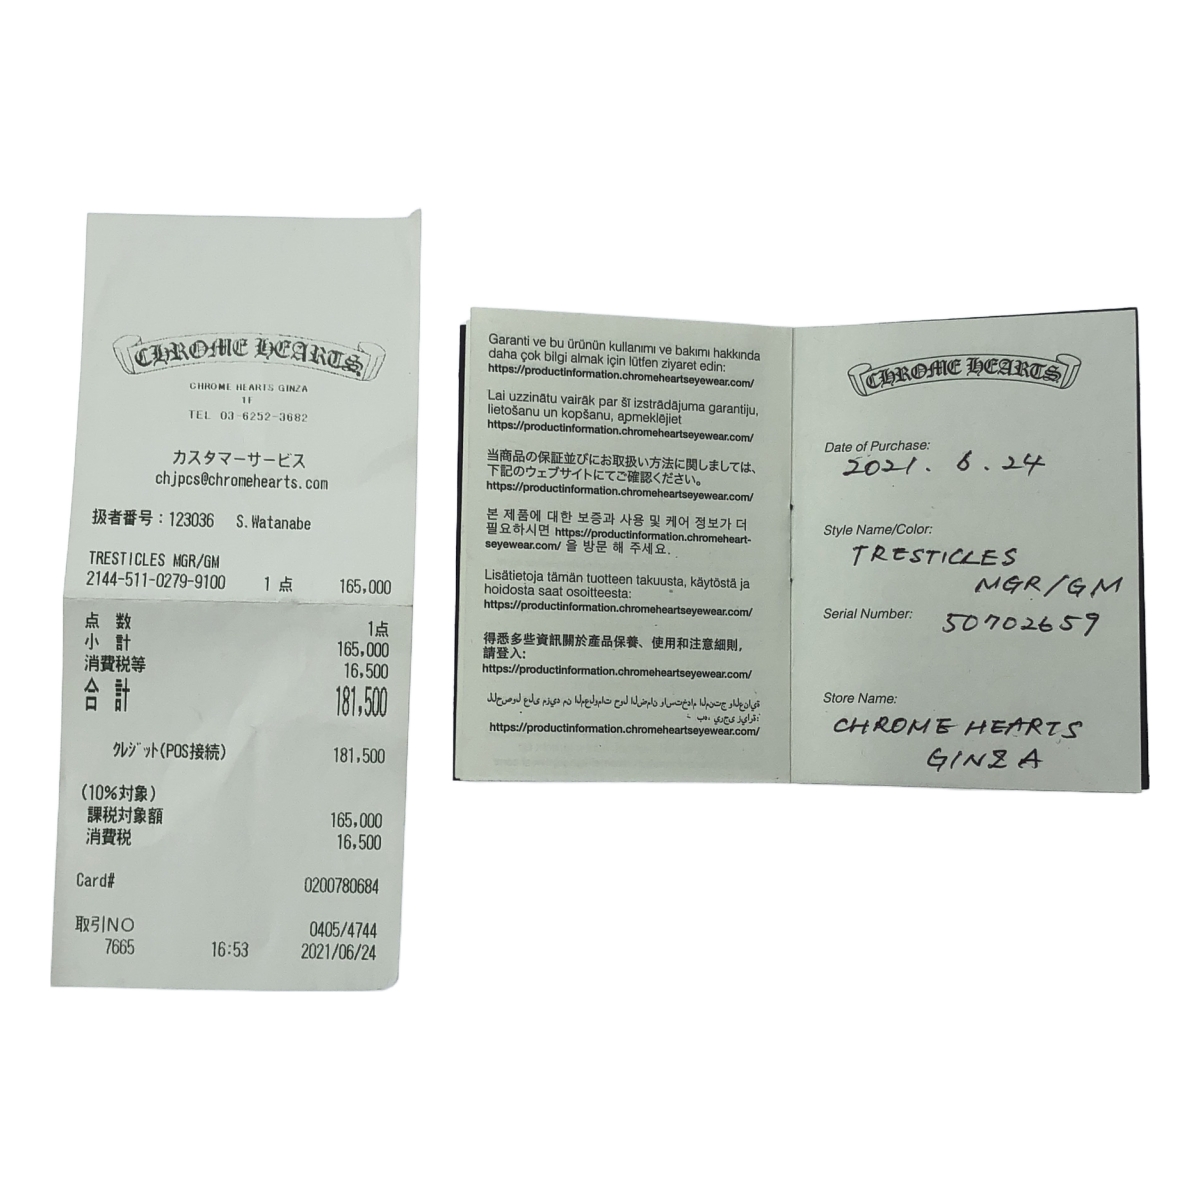 CHROME HEARTS
CHROME HEARTS GINZA
1F
TEL 03-6252-3682
カスタマーサービス
chjpcs@chromehearts.com
扱者番号：123036 S.Watanabe
TRESTICLES MGR/GM
2144-511-0279-9100 1 点 165,000
点 数 1点
小 計 165,000
消費税等 16,500
合 計 181,500
ｸﾚｼﾞｯﾄ(POS接続) 181,500
(10%対象)
課税対象額 165,000
消費税 16,500
Card# 0200780684
取引NO 0405/4744
7665 16:53 2021/06/24
Garanti ve bu ürünün kullanımı ve bakımı hakkında
daha çok bilgi almak için lütfen ziyaret edin:
https://productinformation.chromeheartseyewear.com/
Lai uzzinātu vairāk par šī izstrādājuma garantiju,
lietošanu un kopšanu, apmeklējiet
https://productinformation.chromeheartseyewear.com/
当商品の保証並びにお取扱い方法に関しましては、
下記のウェブサイトにてご確認ください。
https://productinformation.chromeheartseyewear.com/
본 제품에 대한 보증과 사용 및 케어 정보가 더
필요하시면 https://productinformation.chromeheart-
seyewear.com/ 을 방문 해 주세요.
Lisätietoja tämän tuotteen takuusta, käytöstä ja
hoidosta saat osoitteesta:
https://productinformation.chromeheartseyewear.com/
得悉多些資訊關於產品保養、使用和注意細則,
請登入:
https://productinformation.chromeheartseyewear.com/
للحصول على مزيد من المعلومات حول الضمان واستخدام المنتج والعناية
به، يرجى زيارة:
https://productinformation.chromeheartseyewear.com/
CHROME HEARTS
Date of Purchase:
2021. 6. 24
Style Name/Color:
TRESTICLES
MGR/GM
Serial Number: 50702659
Store Name:
CHROME HEARTS
GINZA